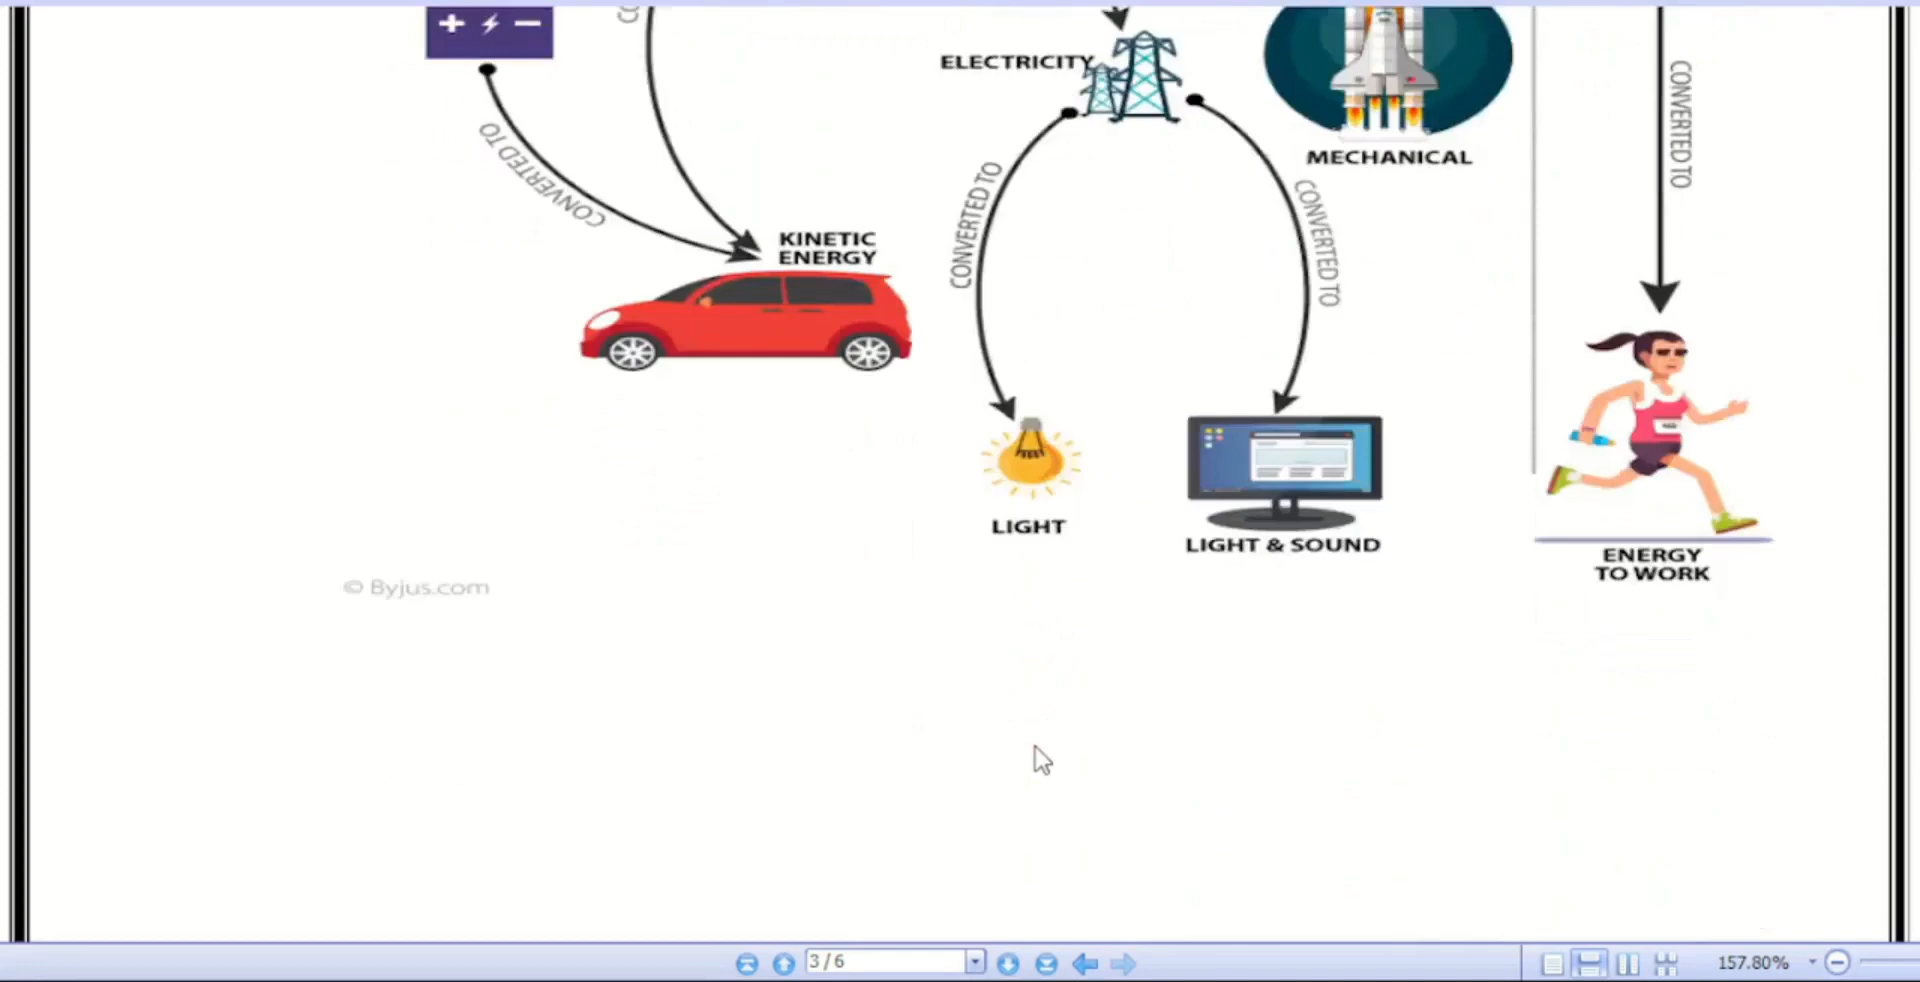 ELECTRICITY
MECHANICAL
CONVERTED TO
CONVERTED TO
CONVERTED TO
CONVERTED TO
KINETIC
ENERGY
LIGHT
LIGHT & SOUND
ENERGY
TO WORK
© Byjus.com
3 / 6
157.80%